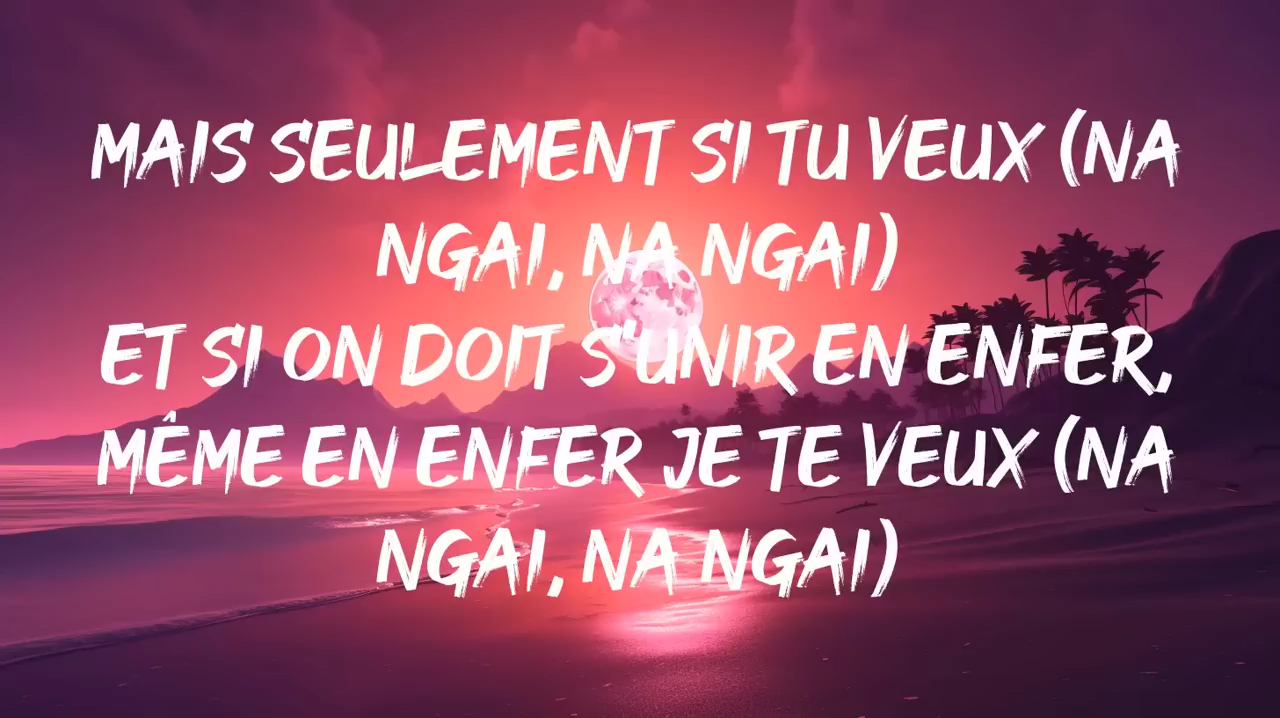 MAIS SEULEMENT SI TU VEUX (NA
NGAI, NA NGAI)
ET SI ON DOIT S'UNIR EN ENFER,
MÊME EN ENFER JE TE VEUX (NA
NGAI, NA NGAI)